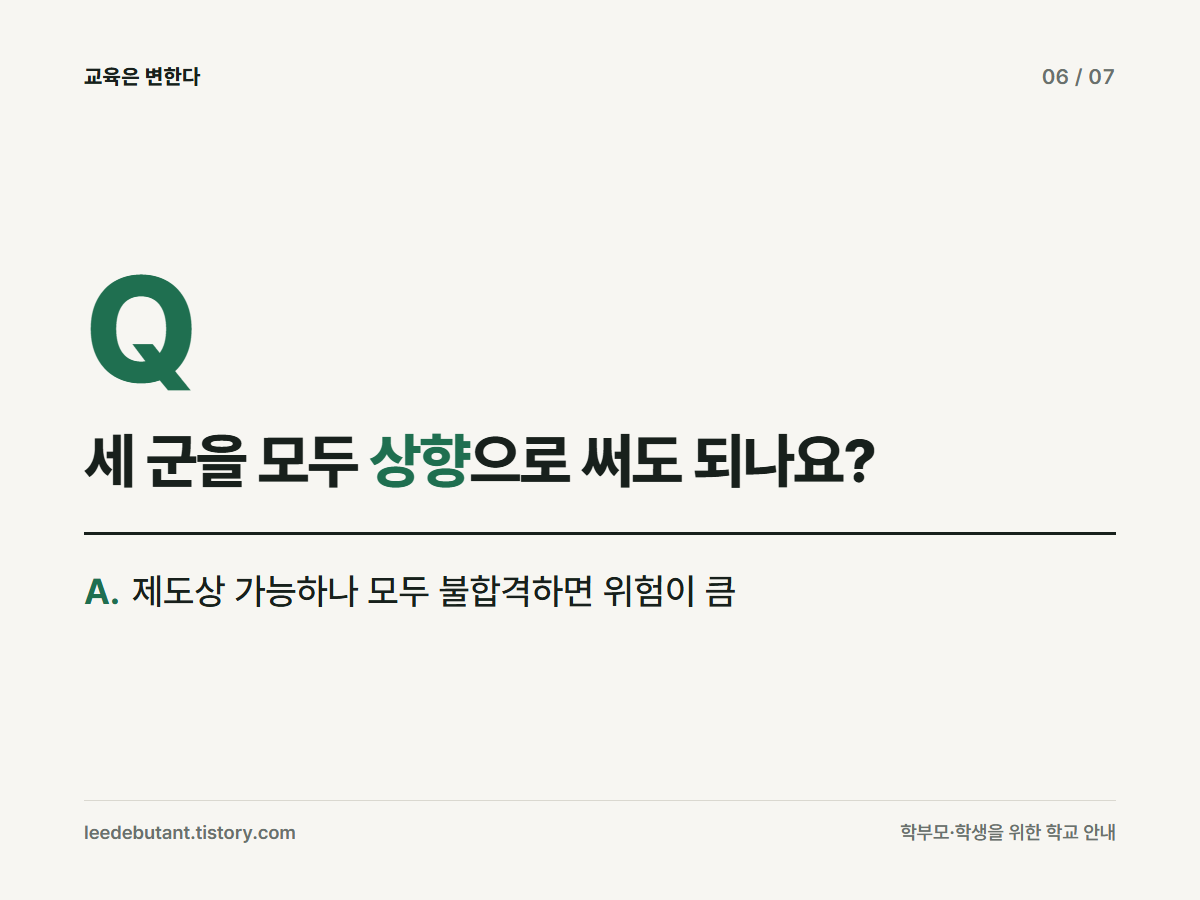 교육은 변한다
06 / 07
Q
세 군을 모두 상향으로 써도 되나요?
A. 제도상 가능하나 모두 불합격하면 위험이 큼
leedebutant.tistory.com
학부모·학생을 위한 학교 안내